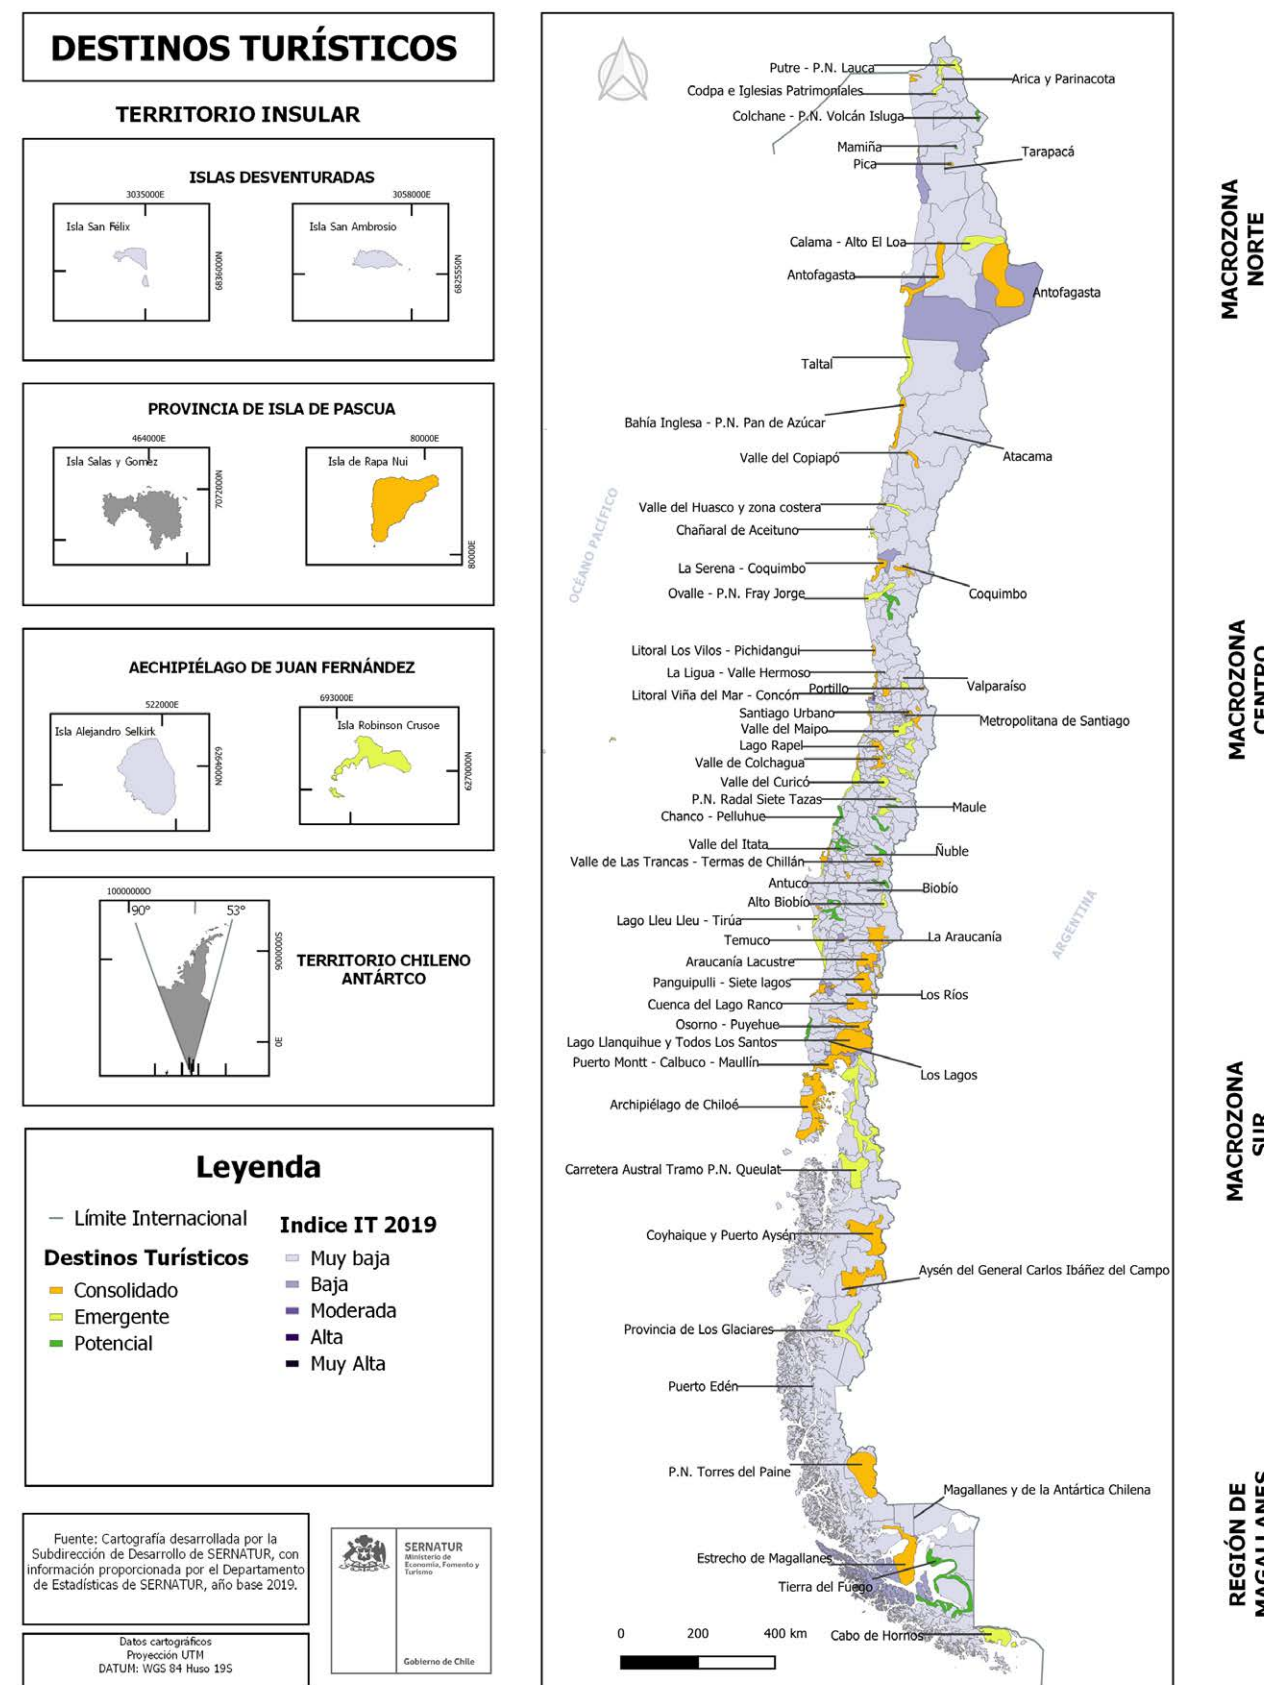 DESTINOS TURÍSTICOS
TERRITORIO INSULAR
ISLAS DESVENTURADAS
3035000E
Isla San Félix
6836000N
3058000E
Isla San Ambrosio
6825550N
PROVINCIA DE ISLA DE PASCUA
464000E
Isla Salas y Gomez
7072000N
80000E
Isla de Rapa Nui
80000E
AECHIPIÉLAGO DE JUAN FERNÁNDEZ
522000E
Isla Alejandro Selkirk
6264000N
693000E
Isla Robinson Crusoe
6270000N
10000000O
90°
53°
9000000S
0E
TERRITORIO CHILENO
ANTÁRTCO
Leyenda
Límite Internacional
Destinos Turísticos
Consolidado
Emergente
Potencial
Indice IT 2019
Muy baja
Baja
Moderada
Alta
Muy Alta
Fuente: Cartografía desarrollada por la
Subdirección de Desarrollo de SERNATUR, con
información proporcionada por el Departamento
de Estadísticas de SERNATUR, año base 2019.
Datos cartográficos
Proyección UTM
DATUM: WGS 84 Huso 19S
SERNATUR
Ministerio de
Economía, Fomento y
Turismo
Gobierno de Chile
Putre - P.N. Lauca
Arica y Parinacota
Codpa e Iglesias Patrimoniales
Colchane - P.N. Volcán Isluga
Mamiña
Tarapacá
Pica
Calama - Alto El Loa
Antofagasta
Antofagasta
Taltal
Bahía Inglesa - P.N. Pan de Azúcar
Valle del Copiapó
Atacama
Valle del Huasco y zona costera
Chañaral de Aceituno
La Serena - Coquimbo
Ovalle - P.N. Fray Jorge
Coquimbo
Litoral Los Vilos - Pichidangui
La Ligua - Valle Hermoso
Portillo
Valparaíso
Litoral Viña del Mar - Concón
Santiago Urbano
Metropolitana de Santiago
Valle del Maipo
Lago Rapel
Valle de Colchagua
Valle del Curicó
P.N. Radal Siete Tazas
Maule
Chanco - Pelluhue
Valle del Itata
Ñuble
Valle de Las Trancas - Termas de Chillán
Antuco
Biobío
Alto Biobío
Lago Lleu Lleu - Tirúa
Temuco
La Araucanía
Araucanía Lacustre
Panguipulli - Siete lagos
Los Ríos
Cuenca del Lago Ranco
Osorno - Puyehue
Lago Llanquihue y Todos Los Santos
Puerto Montt - Calbuco - Maullín
Los Lagos
Archipiélago de Chiloé
Carretera Austral Tramo P.N. Queulat
Coyhaique y Puerto Aysén
Aysén del General Carlos Ibáñez del Campo
Provincia de Los Glaciares
Puerto Edén
P.N. Torres del Paine
Magallanes y de la Antártica Chilena
Estrecho de Magallanes
Tierra del Fuego
Cabo de Hornos
OCÉANO PACÍFICO
ARGENTINA
0 200 400 km
MACROZONA
NORTE
MACROZONA
CENTRO
MACROZONA
SUR
REGIÓN DE
MAGALLANES